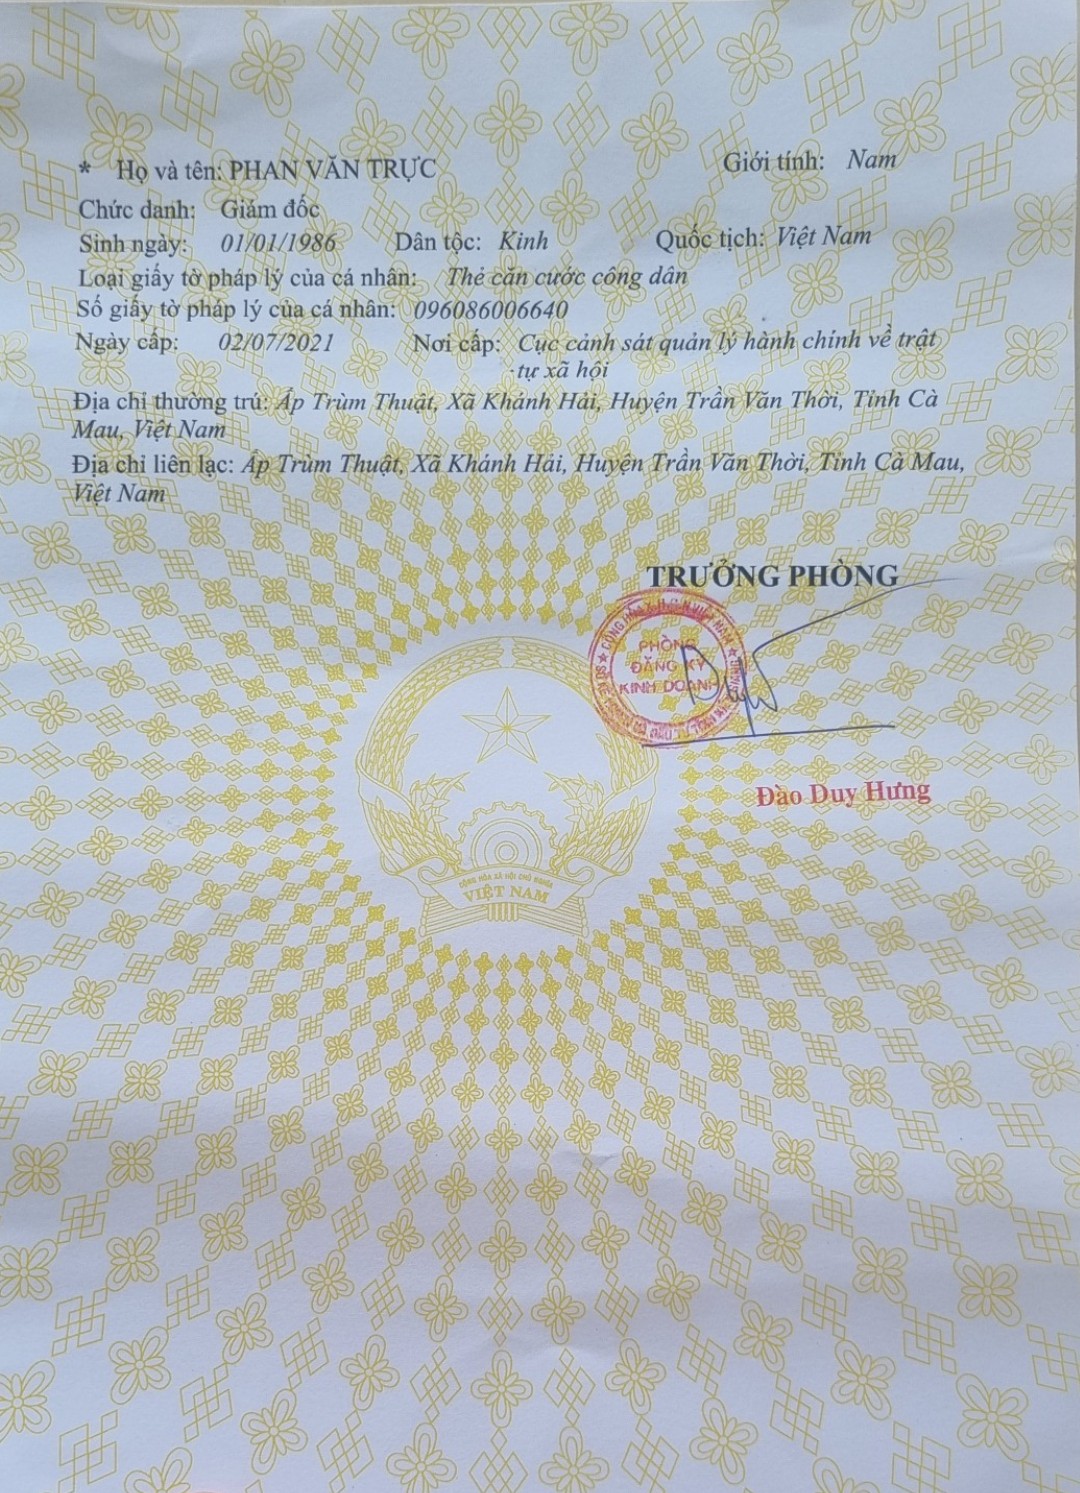 * Họ và tên: PHAN VĂN TRỰC Giới tính: Nam
Chức danh: Giám đốc
Sinh ngày: 01/01/1986 Dân tộc: Kinh Quốc tịch: Việt Nam
Loại giấy tờ pháp lý của cá nhân: Thẻ căn cước công dân
Số giấy tờ pháp lý của cá nhân: 096086006640
Ngày cấp: 02/07/2021 Nơi cấp: Cục cảnh sát quản lý hành chính về trật
tự xã hội
Địa chỉ thường trú: Ấp Trùm Thuật, Xã Khánh Hải, Huyện Trần Văn Thời, Tỉnh Cà
Mau, Việt Nam
Địa chỉ liên lạc: Ấp Trùm Thuật, Xã Khánh Hải, Huyện Trần Văn Thời, Tỉnh Cà Mau,
Việt Nam
TRƯỞNG PHÒNG
PHÒNG
ĐĂNG KÝ
KINH DOANH
Đào Duy Hưng
CỘNG HÒA XÃ HỘI CHỦ NGHĨA
VIỆT NAM